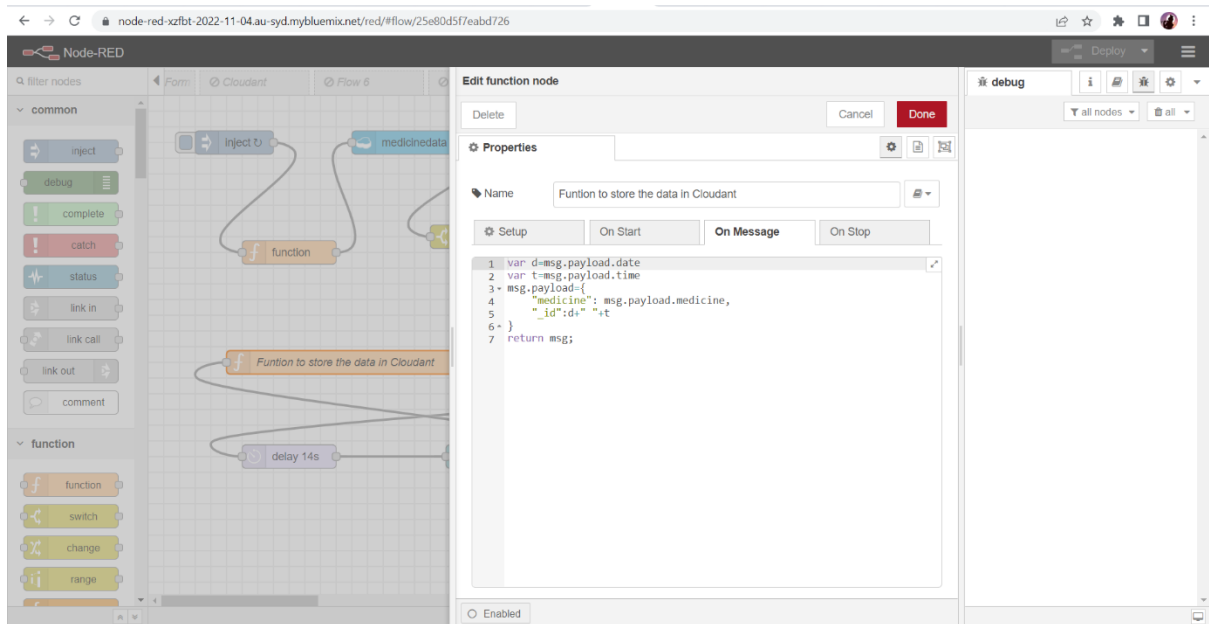 node-red-xzfbt-2022-11-04.au-syd.mybluemix.net/red/#flow/25e80d5f7eabd726
Node-RED
Deploy
filter nodes
Form
Cloudant
Flow 6
Edit function node
debug
i
Delete
Cancel
Done
all nodes
all
common
inject
debug
complete
catch
status
link in
link call
link out
comment
function
function
switch
change
range
Inject ↻
medicinedata
function
Funtion to store the data in Cloudant
delay 14s
Properties
Name
Funtion to store the data in Cloudant
Setup
On Start
On Message
On Stop
1 var d=msg.payload.date
2 var t=msg.payload.time
3 msg.payload={
4 "medicine": msg.payload.medicine,
5 "_id":d+" "+t
6 }
7 return msg;
Enabled